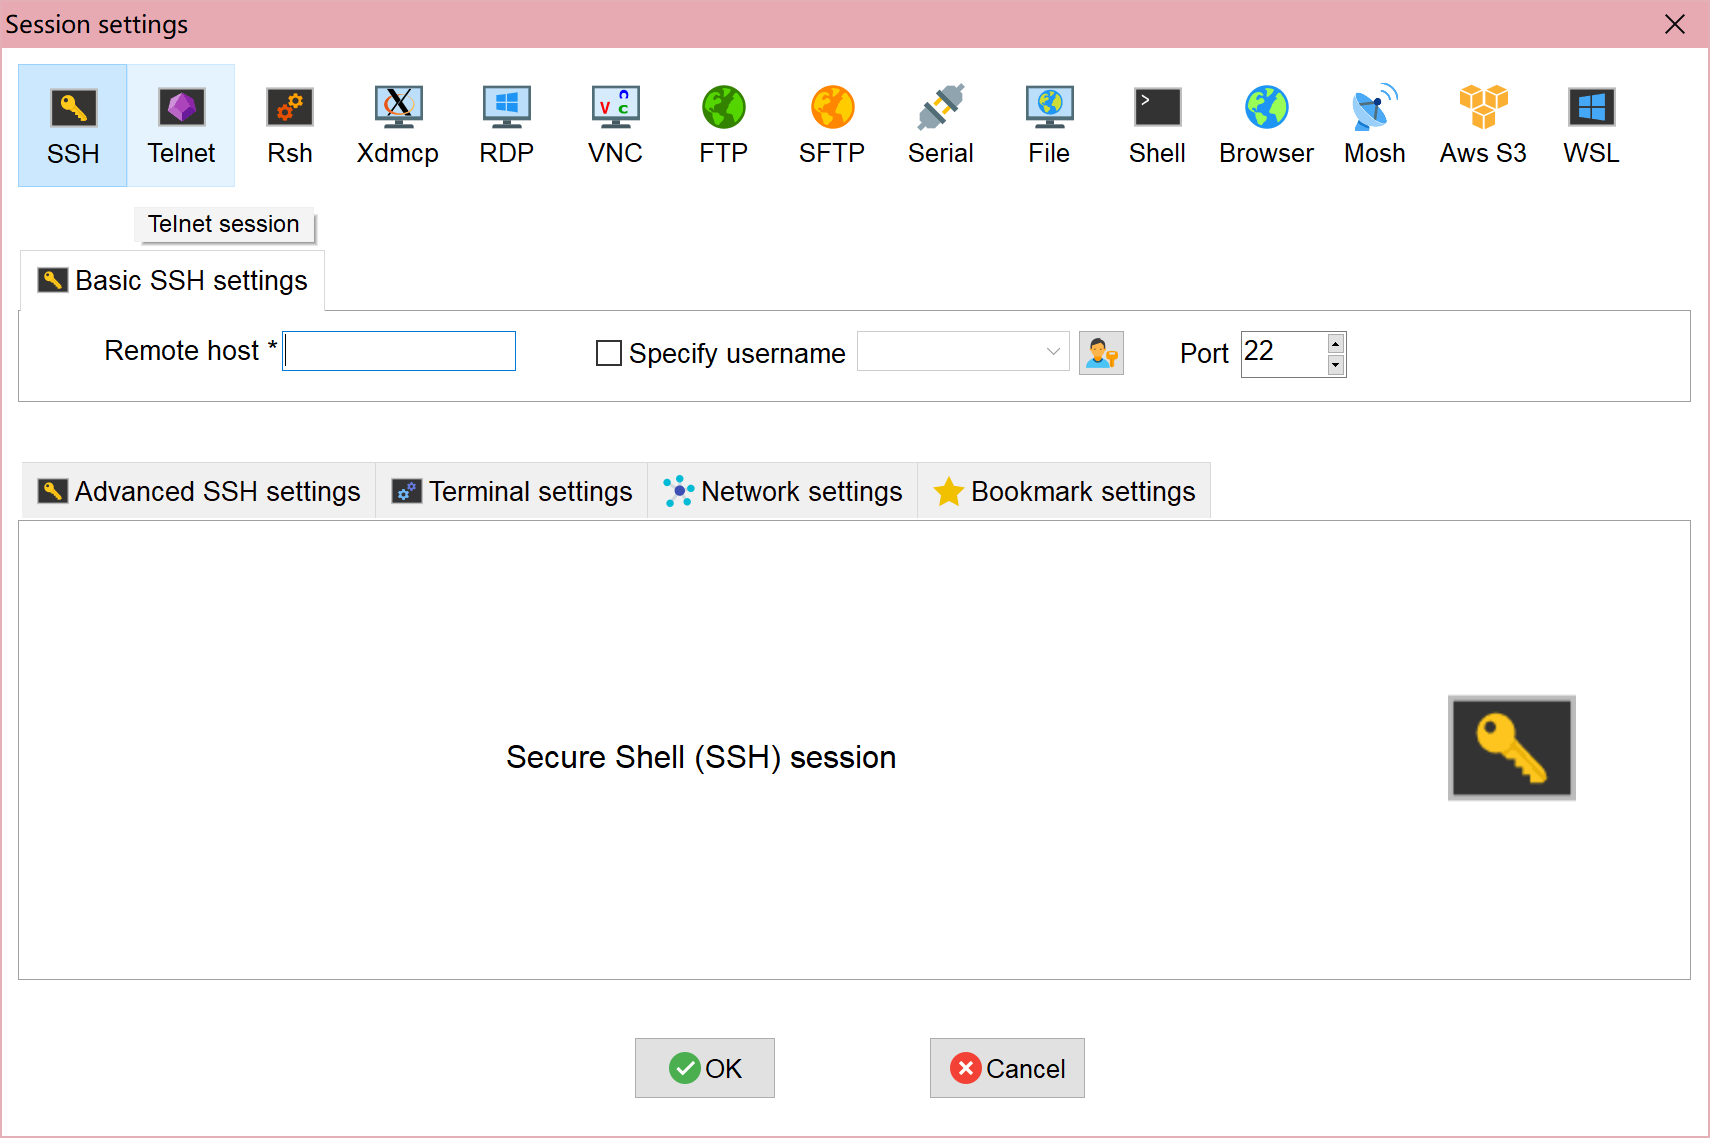 Session settings
SSH Telnet Rsh Xdmcp RDP VNC FTP SFTP Serial File Shell Browser Mosh Aws S3 WSL
Telnet session
Basic SSH settings
Remote host * Specify username Port 22
Advanced SSH settings Terminal settings Network settings Bookmark settings
Secure Shell (SSH) session
OK Cancel